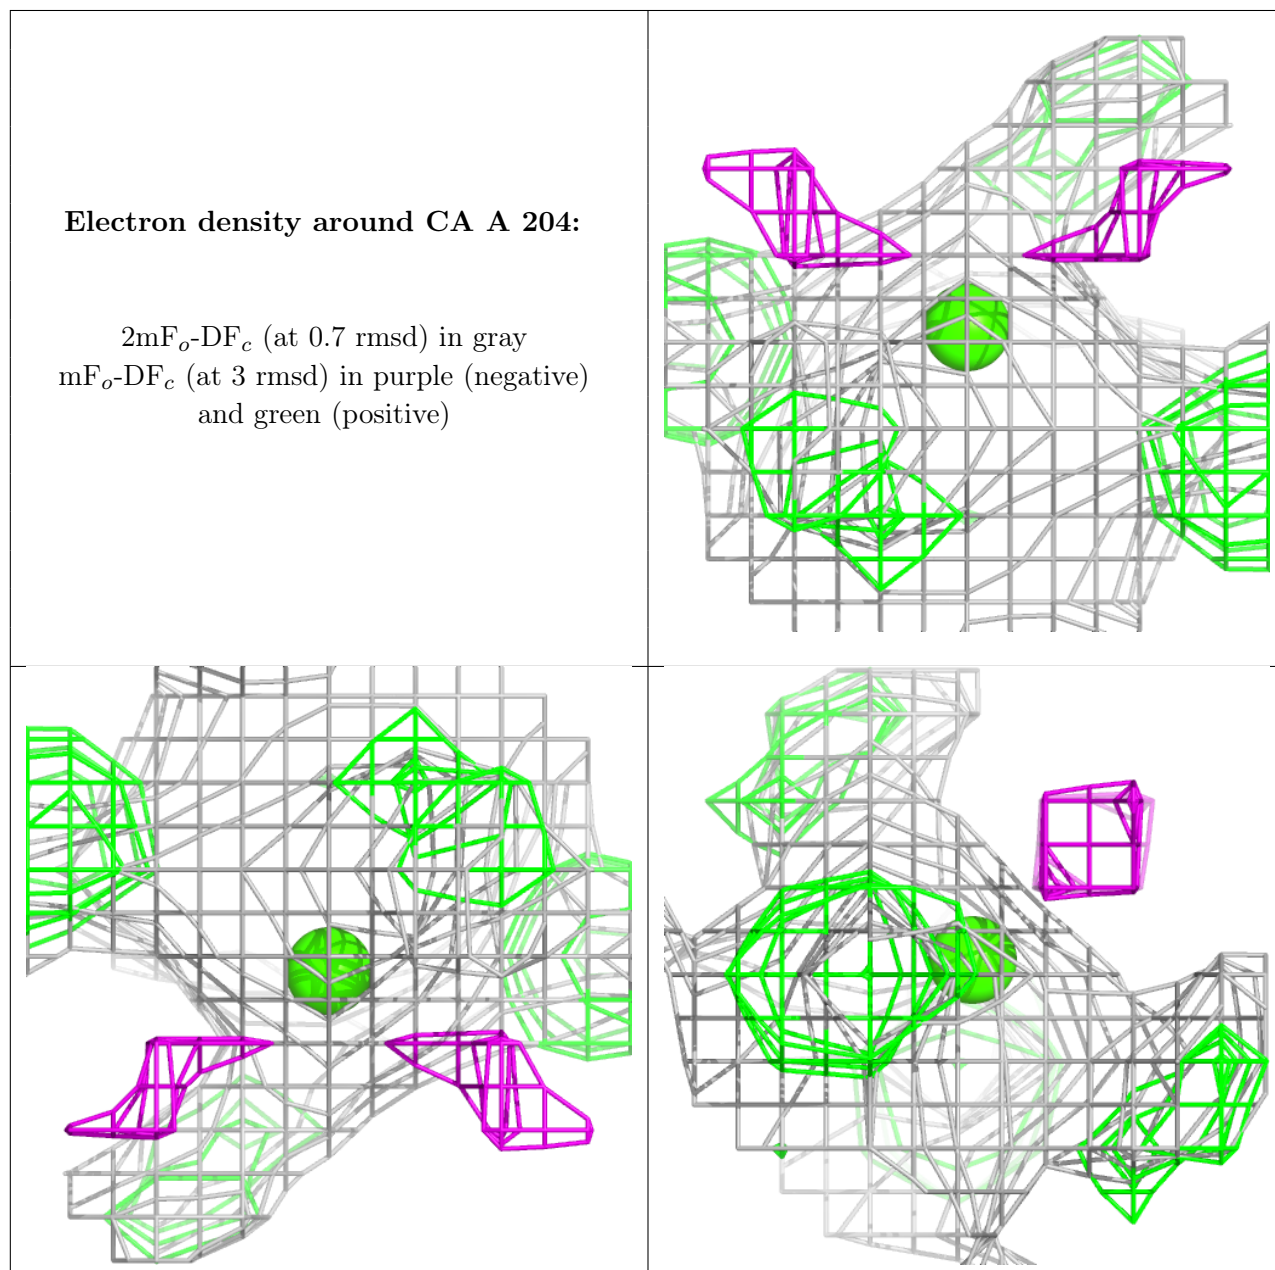 Electron density around CA A 204:
2mFo-DFc (at 0.7 rmsd) in gray
mFo-DFc (at 3 rmsd) in purple (negative)
and green (positive)